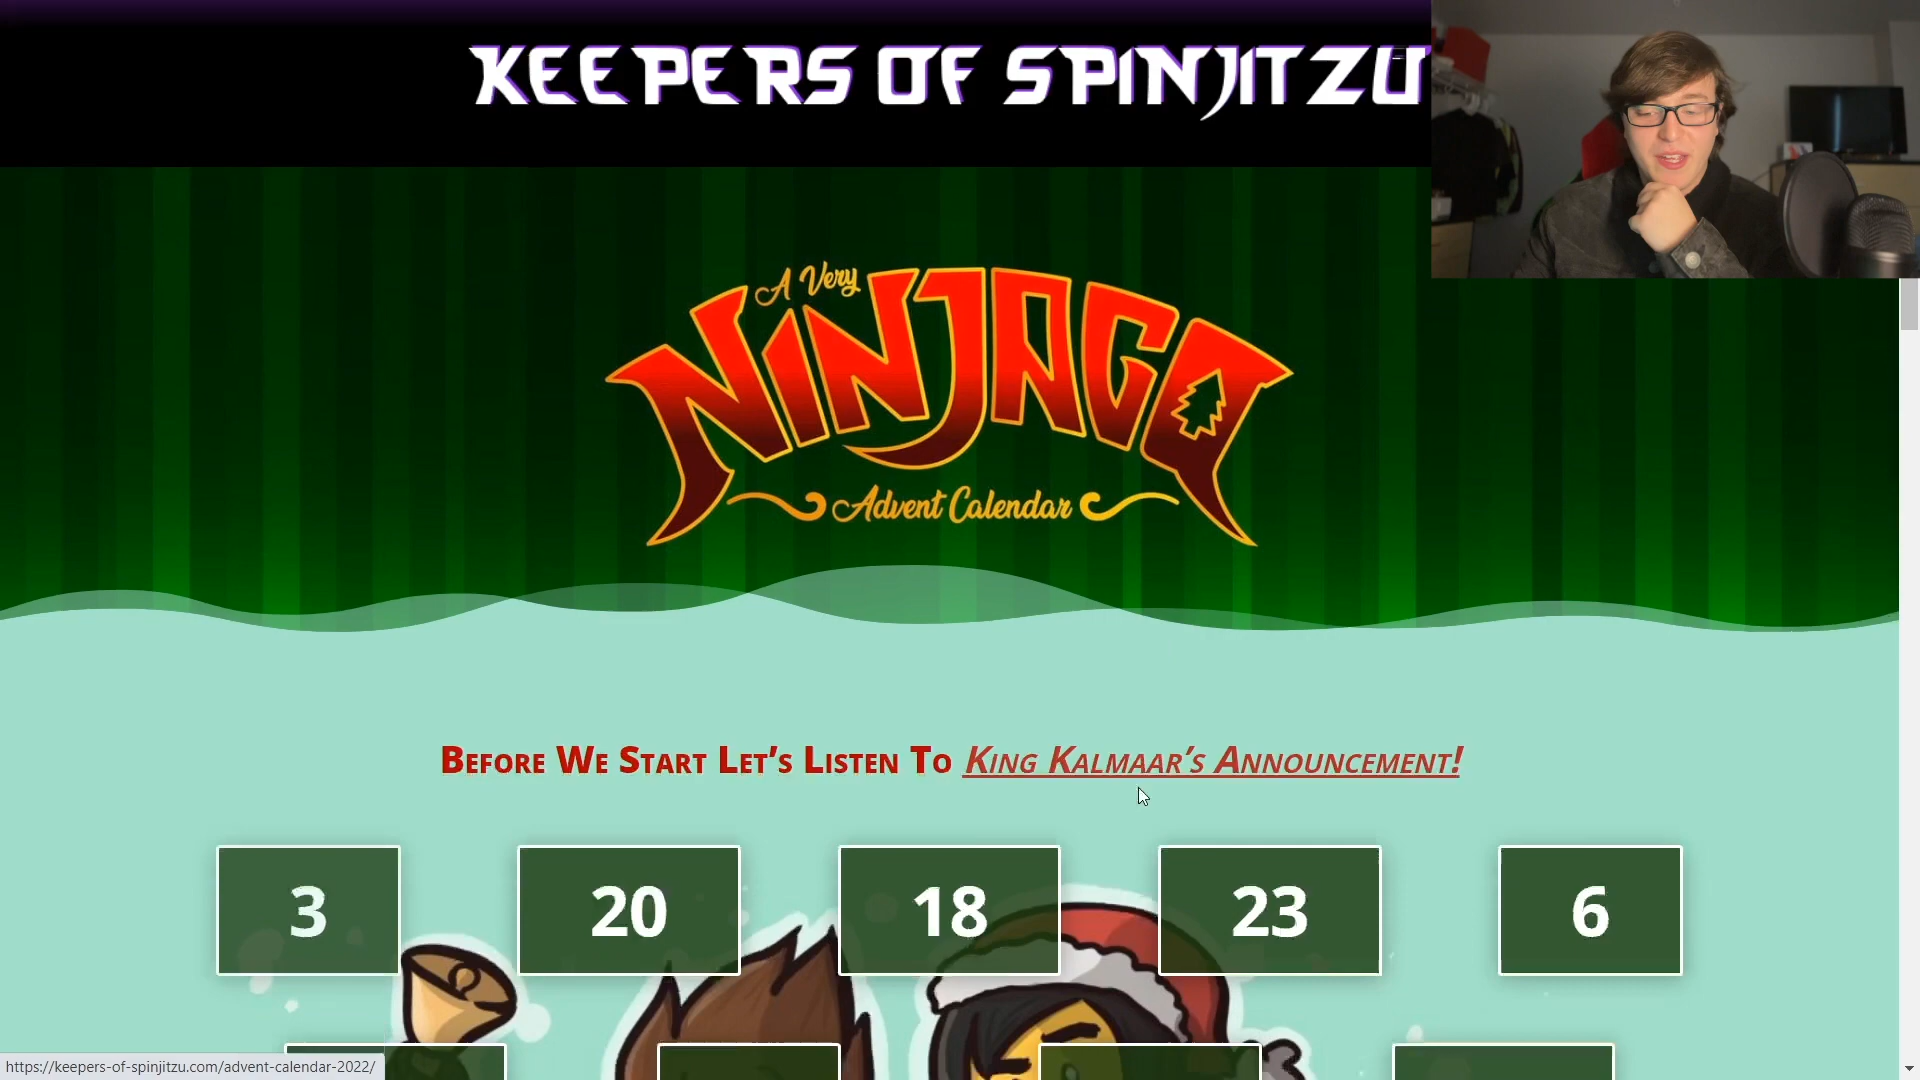 KEEPERS OF SPINJITZU
A Very
NINJAGO
Advent Calendar
BEFORE WE START LET'S LISTEN TO KING KALMAAR'S ANNOUNCEMENT!
3 20 18 23 6
https://keepers-of-spinjitzu.com/advent-calendar-2022/